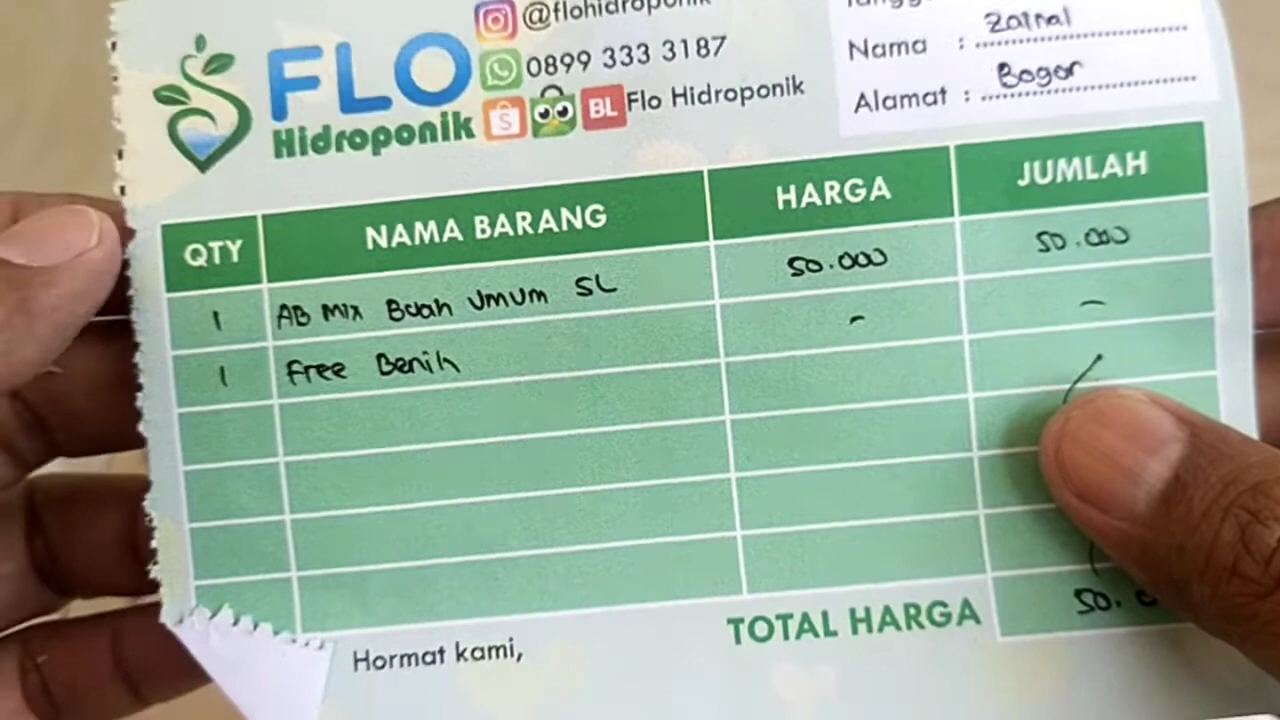 @flohidroponik
FLO
Hidroponik
0899 333 3187
BL Flo Hidroponik
Nama : Zainal
Alamat : Bogor
QTY NAMA BARANG HARGA JUMLAH
1 AB Mix Buah Umum 5L 50.000 50.000
1 Free Benih - -
TOTAL HARGA 50.
Hormat kami,